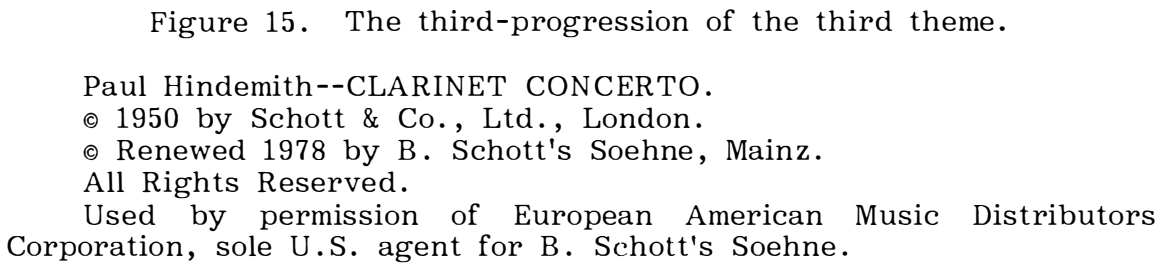 Figure 15. The third-progression of the third theme.
Paul Hindemith--CLARINET CONCERTO.
© 1950 by Schott & Co., Ltd., London.
© Renewed 1978 by B. Schott's Soehne, Mainz.
All Rights Reserved.
Used by permission of European American Music Distributors
Corporation, sole U.S. agent for B. Schott's Soehne.